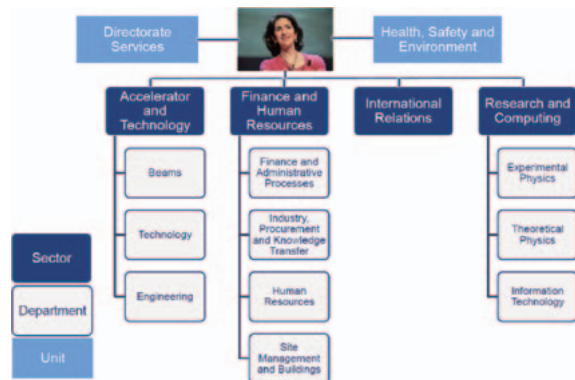 Directorate
Services
Health, Safety and
Environment
Accelerator
and
Technology
Finance and
Human
Resources
International
Relations
Research and
Computing
Beams
Technology
Engineering
Finance and
Administrative
Processes
Industry,
Procurement
and Knowledge
Transfer
Human
Resources
Site
Management
and Buildings
Experimental
Physics
Theoretical
Physics
Information
Technology
Sector
Department
Unit